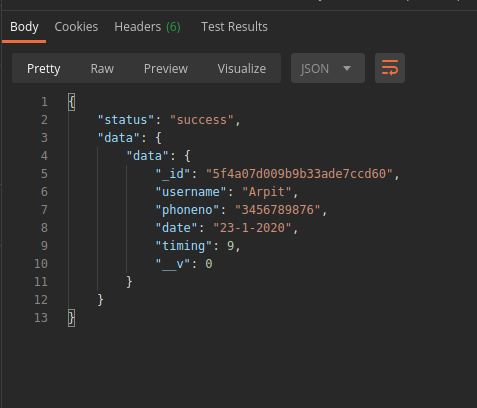 Body Cookies Headers (6) Test Results
Pretty Raw Preview Visualize JSON
1 {
2 "status": "success",
3 "data": {
4 "data": {
5 "_id": "5f4a07d009b9b33ade7ccd60",
6 "username": "Arpit",
7 "phoneno": "3456789876",
8 "date": "23-1-2020",
9 "timing": 9,
10 "__v": 0
11 }
12 }
13 }